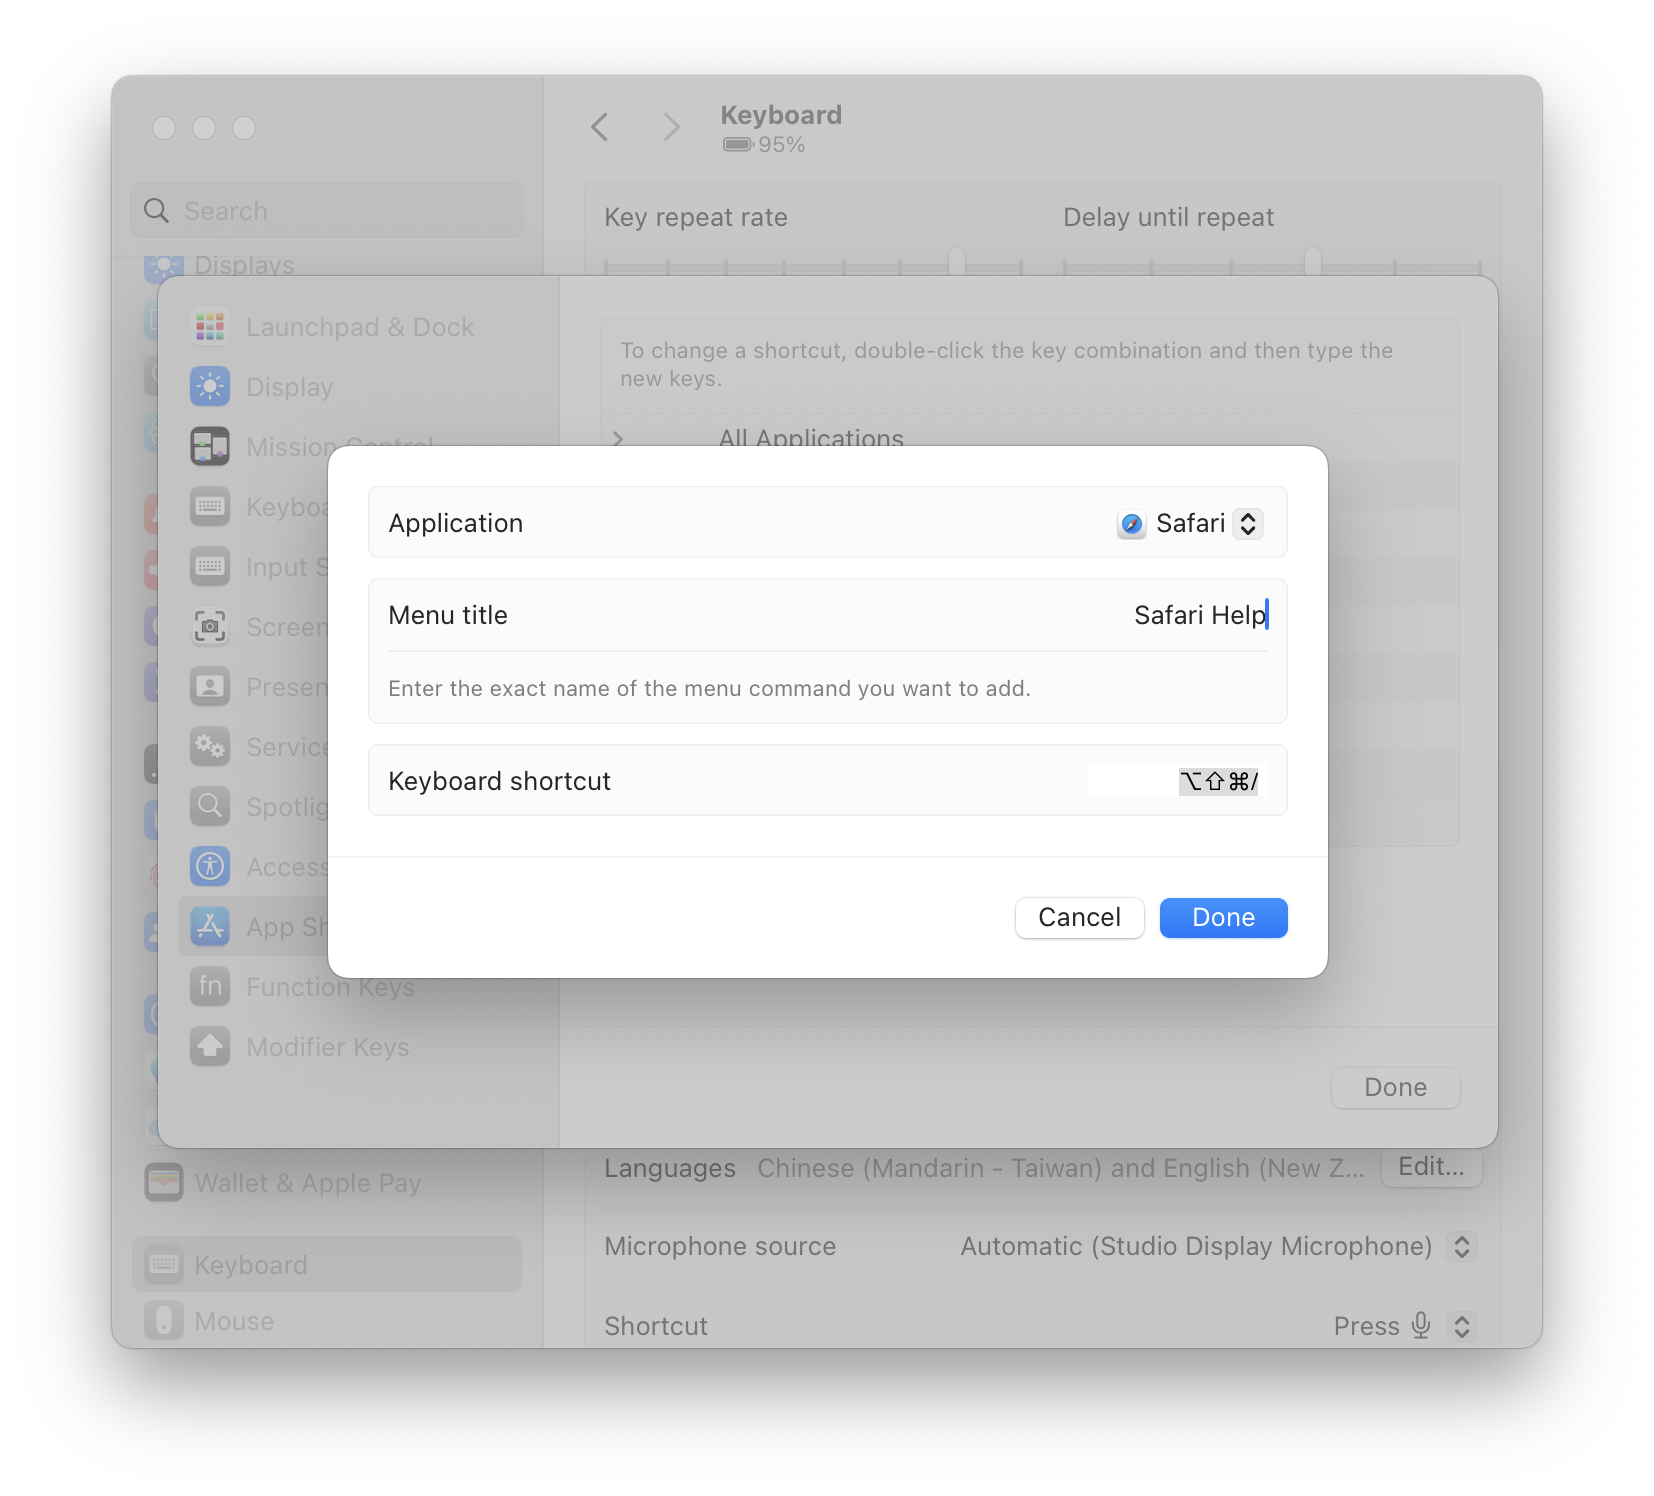 Keyboard
95%
Search
Key repeat rate
Delay until repeat
Displays
Launchpad & Dock
Display
Mission Control
Keyboa
Input S
Screen
Presen
Service
Spotlig
Access
App Sh
fn
Function Keys
Modifier Keys
To change a shortcut, double-click the key combination and then type the
new keys.
All Applications
Application
Safari
Menu title
Safari Help
Enter the exact name of the menu command you want to add.
Keyboard shortcut
⌥⇧⌘/
Cancel
Done
Done
Wallet & Apple Pay
Keyboard
Mouse
Languages Chinese (Mandarin - Taiwan) and English (New Z... Edit...
Microphone source Automatic (Studio Display Microphone)
Shortcut Press